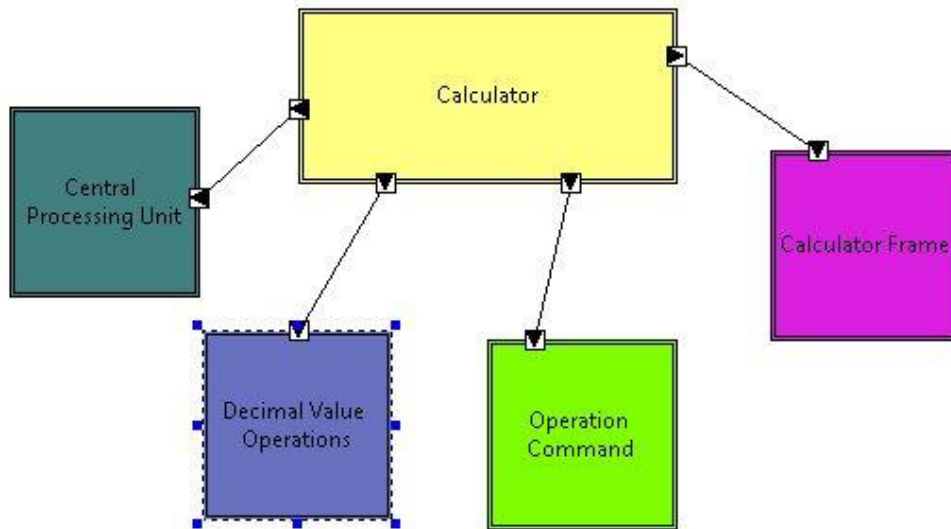 Calculator
Central
Processing Unit
Calculator Frame
Decimal Value
Operations
Operation
Command